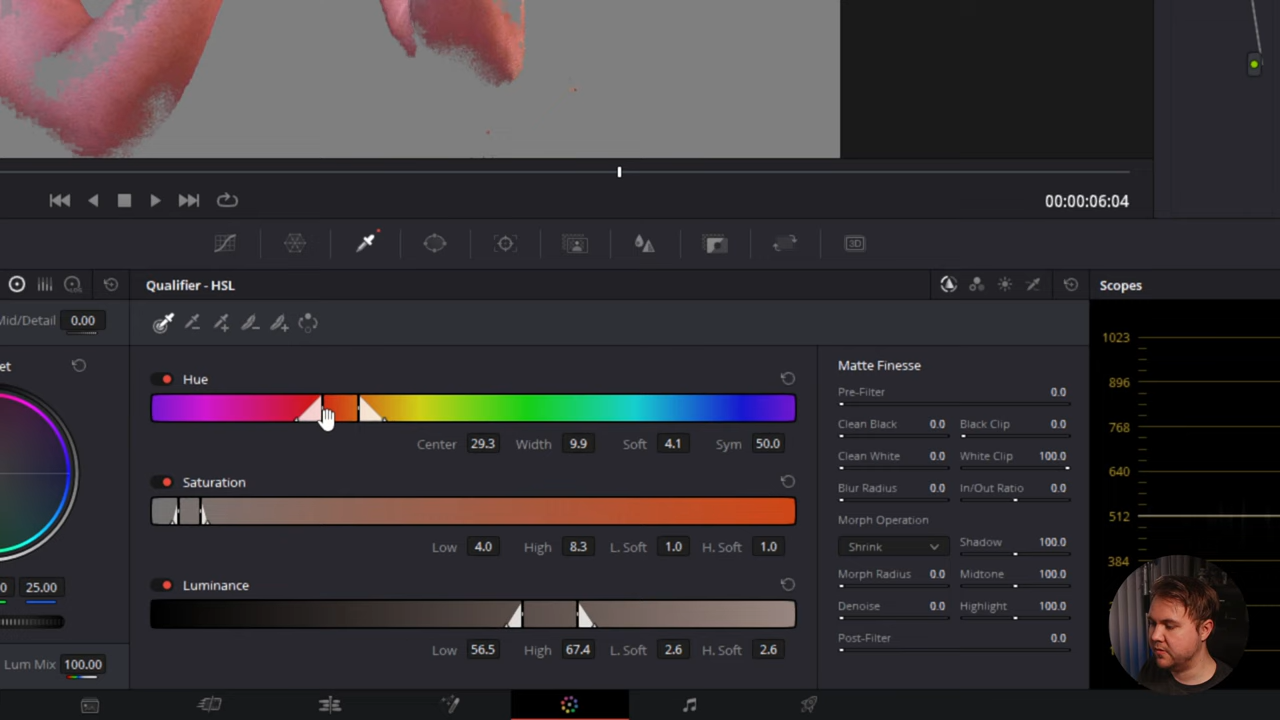 00:00:06:04
Qualifier - HSL
Scopes
Mid/Detail 0.00
et
Hue
Center 29.3 Width 9.9 Soft 4.1 Sym 50.0
Saturation
Low 4.0 High 8.3 L. Soft 1.0 H. Soft 1.0
Luminance
Low 56.5 High 67.4 L. Soft 2.6 H. Soft 2.6
0 25.00
Lum Mix 100.00
Matte Finesse
Pre-Filter 0.0
Clean Black 0.0 Black Clip 0.0
Clean White 0.0 White Clip 100.0
Blur Radius 0.0 In/Out Ratio 0.0
Morph Operation
Shrink Shadow 100.0
Morph Radius 0.0 Midtone 100.0
Denoise 0.0 Highlight 100.0
Post-Filter 0.0
1023
896
768
640
512
384
3D